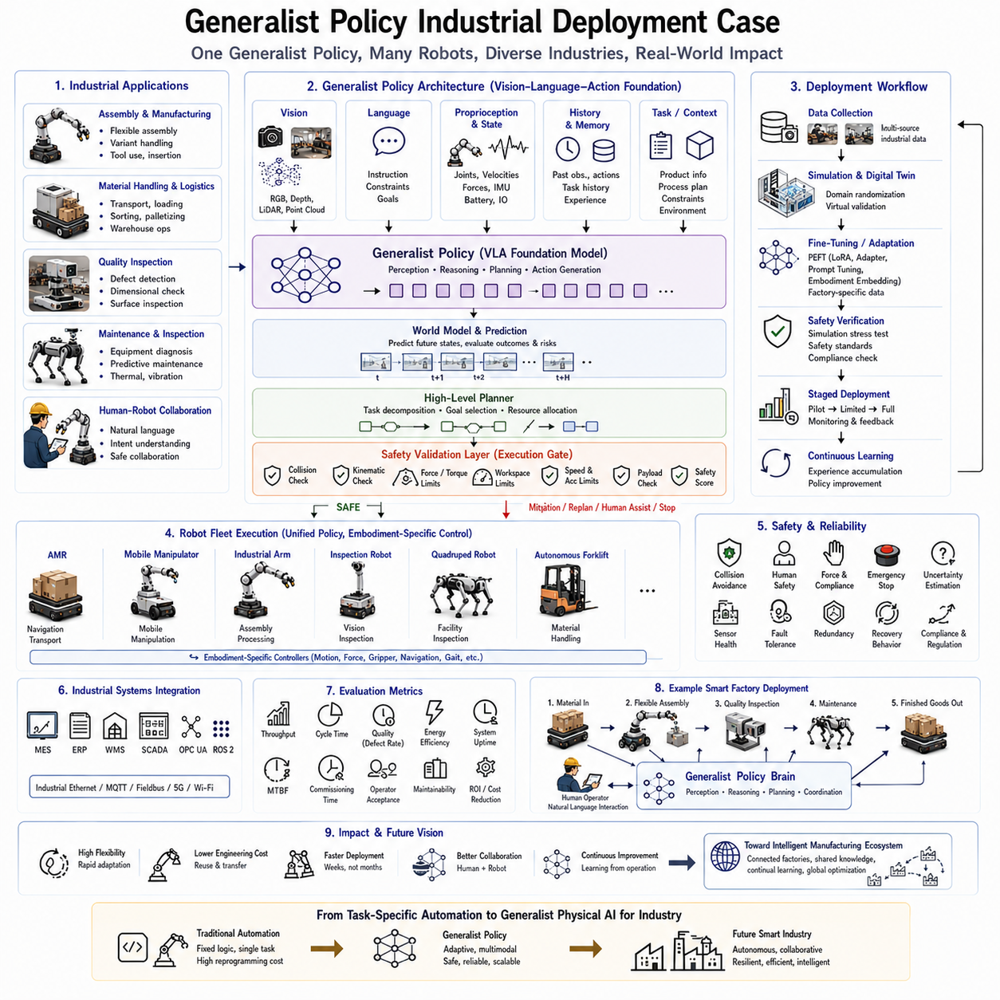 Generalist Policy Industrial Deployment Case
One Generalist Policy, Many Robots, Diverse Industries, Real-World Impact
1. Industrial Applications
Assembly & Manufacturing
• Flexible assembly
• Variant handling
• Tool use, insertion
Material Handling & Logistics
• Transport, loading
• Sorting, palletizing
• Warehouse ops
Quality Inspection
• Defect detection
• Dimensional check
• Surface inspection
Maintenance & Inspection
• Equipment diagnosis
• Predictive maintenance
• Thermal, vibration
Human-Robot Collaboration
• Natural language
• Intent understanding
• Safe collaboration
2. Generalist Policy Architecture (Vision-Language-Action Foundation)
Vision
RGB, Depth,
LiDAR, Point Cloud
Language
Instruction
Constraints
Goals
Proprioception
& State
Joints, Velocities
Forces, IMU
Battery, IO
History
& Memory
Past obs., actions
Task history
Experience
Task / Context
Product info
Process plan
Constraints
Environment
Generalist Policy (VLA Foundation Model)
Perception • Reasoning • Planning • Action Generation
World Model & Prediction
Predict future states, evaluate outcomes & risks
t
t+1
t+2
t+H
High-Level Planner
Task decomposition • Goal selection • Resource allocation
Safety Validation Layer (Execution Gate)
Collision
Check
Kinematic
Check
Force / Torque
Limits
Workspace
Limits
Speed &
Acc Limits
Payload
Check
Safety
Score
SAFE
/ Replan / Human Assist / Stop
3. Deployment Workflow
Data Collection
Multi-source
industrial data
Simulation & Digital Twin
Domain randomization
Virtual validation
Fine-Tuning / Adaptation
PEFT (LoRA, Adapter,
Prompt Tuning,
Embodiment Embedding)
Factory-specific data
Safety Verification
Simulation stress test
Safety standards
Compliance check
Staged Deployment
Pilot → Limited → Full
Monitoring & feedback
Continuous Learning
Experience accumulation
Policy improvement
4. Robot Fleet Execution (Unified Policy, Embodiment-Specific Control)
AMR
Navigation
Transport
Mobile Manipulator
Mobile
Manipulation
Industrial Arm
Assembly
Processing
Inspection Robot
Vision
Inspection
Quadruped Robot
Facility
Inspection
Autonomous Forklift
Material
Handling
↪ Embodiment-Specific Controllers (Motion, Force, Gripper, Navigation, Gait, etc.)
5. Safety & Reliability
Collision
Avoidance
Human
Safety
Force &
Compliance
Emergency
Stop
Uncertainty
Estimation
Sensor
Health
Fault
Tolerance
Redundancy
Recovery
Behavior
Compliance &
Regulation
6. Industrial Systems Integration
MES
ERP
WMS
SCADA
OPC UA
ROS 2
Industrial Ethernet / MQTT / Fieldbus / 5G / Wi-Fi
7. Evaluation Metrics
Throughput
Cycle Time
Quality
(Defect Rate)
Energy
Efficiency
System
Uptime
MTBF
Commissioning
Time
Operator
Acceptance
Maintainability
ROI / Cost
Reduction
8. Example Smart Factory Deployment
1. Material In
2. Flexible Assembly
3. Quality Inspection
4. Maintenance
5. Finished Goods Out
Human Operator
Natural Language Interaction
Generalist Policy Brain
Perception • Reasoning • Planning • Coordination
9. Impact & Future Vision
High Flexibility
Rapid adaptation
Lower Engineering Cost
Reuse & transfer
Faster Deployment
Weeks, not months
Better Collaboration
Human + Robot
Continuous Improvement
Learning from operation
Toward Intelligent Manufacturing Ecosystem
Connected factories, shared knowledge,
continual learning, global optimization
From Task-Specific Automation to Generalist Physical AI for Industry
</>
Traditional Automation
Fixed logic, single task
High reprogramming cost
Generalist Policy
Adaptive, multimodal
Safe, reliable, scalable
Future Smart Industry
Autonomous, collaborative
Resilient, efficient, intelligent